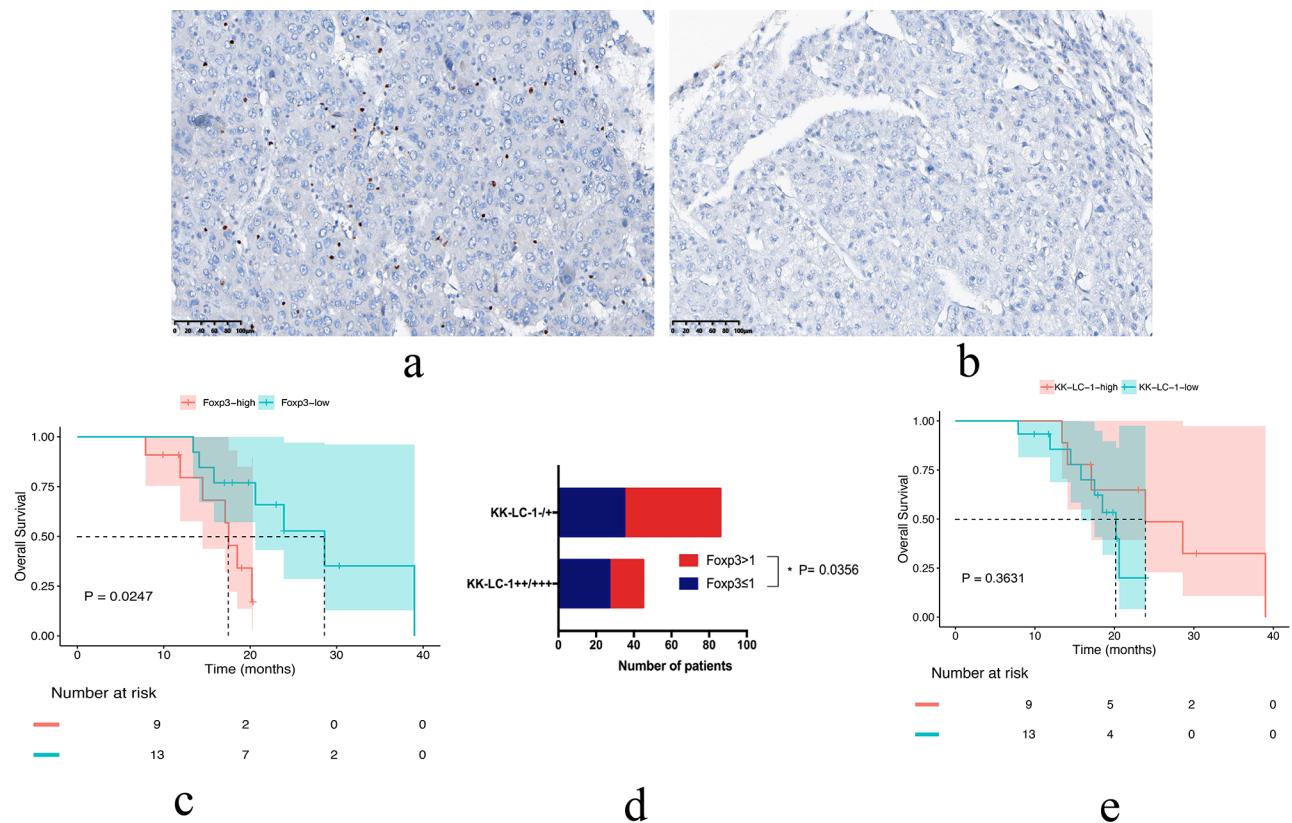 0 20 40 60 80 100μm
0 20 40 60 80 100μm
a
b
Foxp3-high Foxp3-low
Overall Survival
1.00
0.75
0.50
0.25
0.00
P = 0.0247
0 10 20 30 40
Time (months)
Number at risk
9 2 0 0
13 7 2 0
c
KK-LC-1-/+
KK-LC-1++/+++
Foxp3>1
Foxp3≤1
* P= 0.0356
0 20 40 60 80 100
Number of patients
d
KK-LC-1-high KK-LC-1-low
Overall Survival
1.00
0.75
0.50
0.25
0.00
P = 0.3631
0 10 20 30 40
Time (months)
Number at risk
9 5 2 0
13 4 0 0
e